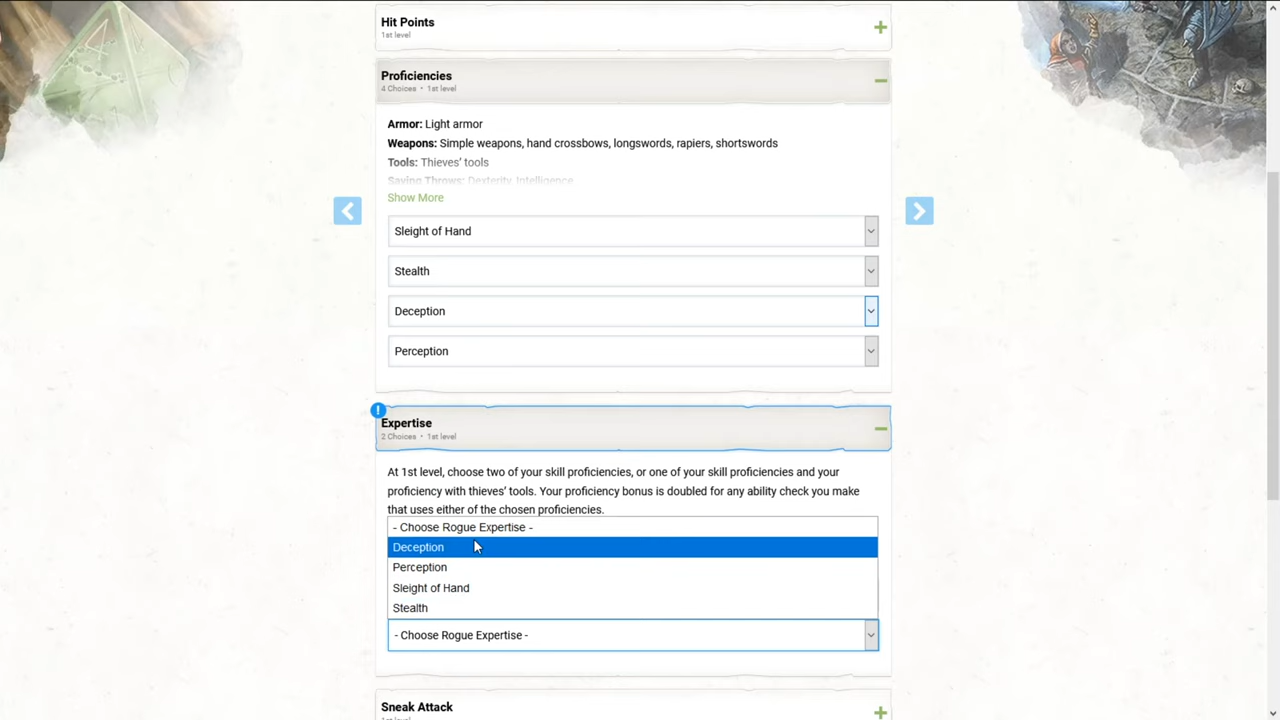 Hit Points
1st level
Proficiencies
4 Choices • 1st level
Armor: Light armor
Weapons: Simple weapons, hand crossbows, longswords, rapiers, shortswords
Tools: Thieves' tools
Saving Throws: Dexterity, Intelligence
Show More
Sleight of Hand
Stealth
Deception
Perception
!
Expertise
2 Choices • 1st level
At 1st level, choose two of your skill proficiencies, or one of your skill proficiencies and your
proficiency with thieves' tools. Your proficiency bonus is doubled for any ability check you make
that uses either of the chosen proficiencies.
- Choose Rogue Expertise -
Deception
Perception
Sleight of Hand
Stealth
- Choose Rogue Expertise -
Sneak Attack
1st level